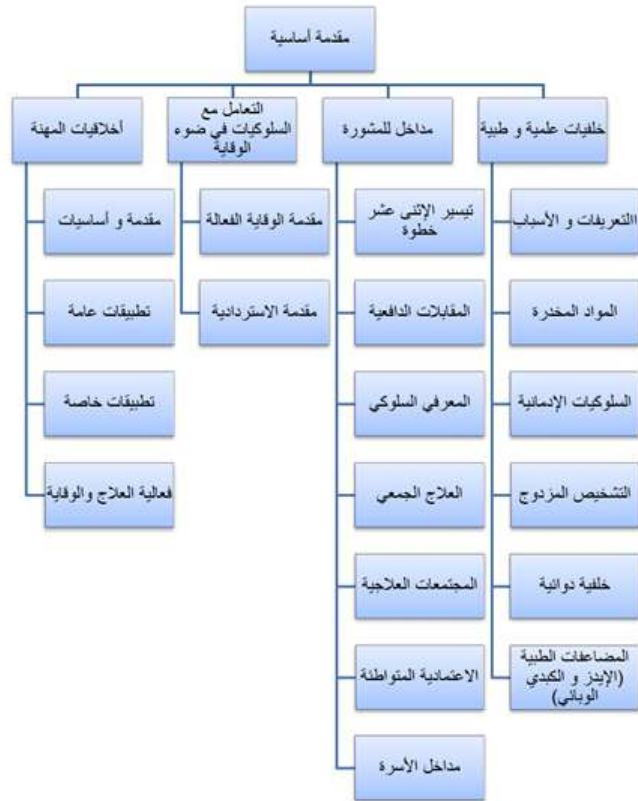 مقدمة أساسية
خلفيات علمية و طبية
االتعريفات و الأسباب
المواد المخدرة
السلوكيات الإدمانية
التشخيص المزدوج
خلفية دوائية
المضاعفات الطبية
(الإيدز و الكبدي
الوبائي)
مداخل للمشورة
تيسير الإثنى عشر
خطوة
المقابلات الدافعية
المعرفي السلوكي
العلاج الجمعي
المجتمعات العلاجية
الاعتمادية المتواطئة
مداخل الأسرة
التعامل مع
السلوكيات في ضوء
الوقاية
مقدمة الوقاية الفعالة
مقدمة الاستردادية
أخلاقيات المهنة
مقدمة و أساسيات
تطبيقات عامة
تطبيقات خاصة
فعالية العلاج والوقاية